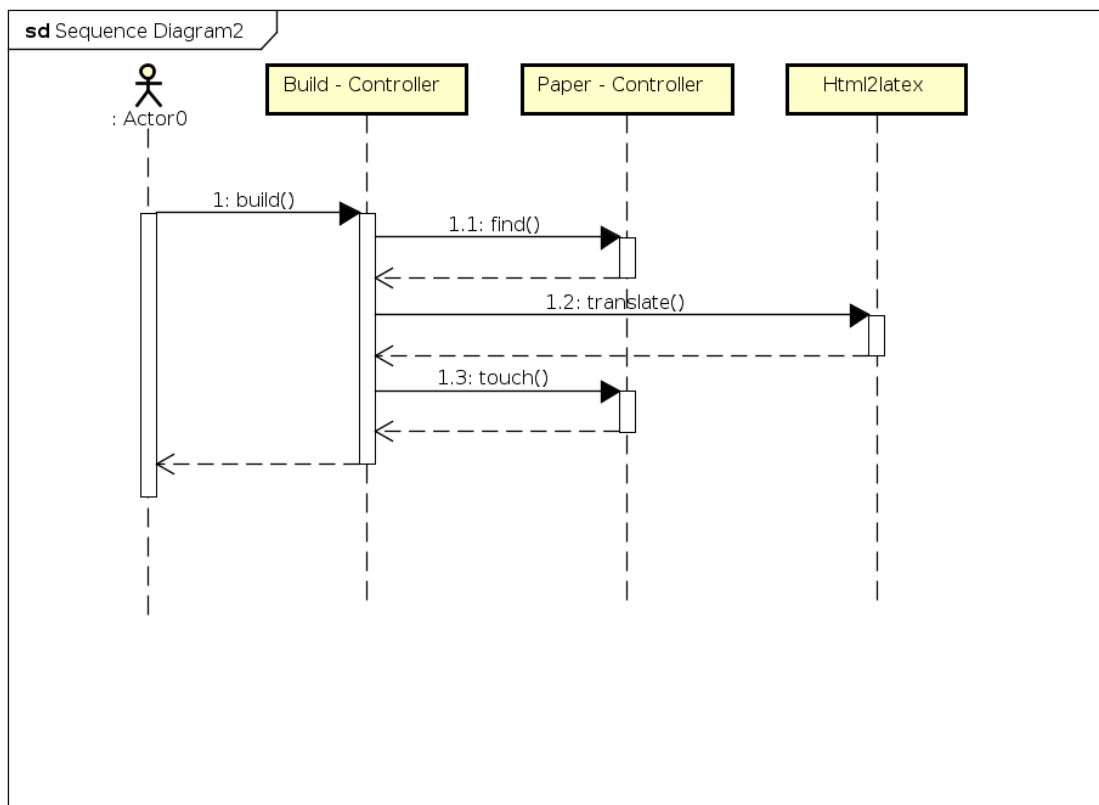 sd Sequence Diagram2
: Actor0
Build - Controller
Paper - Controller
Html2latex
1: build()
1.1: find()
1.2: translate()
1.3: touch()